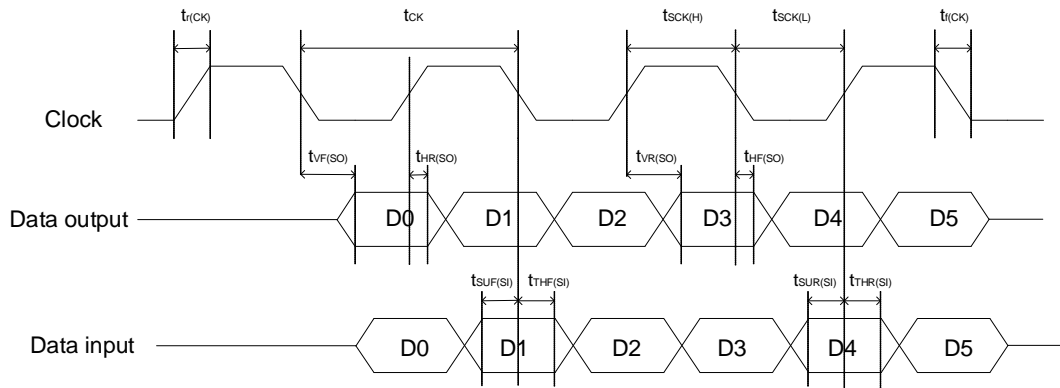 tr(CK) tCK tSCK(H) tSCK(L) tf(CK)
Clock
tVF(SO) tHR(SO) tVR(SO) tHF(SO)
Data output D0 D1 D2 D3 D4 D5
tSUF(SI) tTHF(SI) tSUR(SI) tTHR(SI)
Data input D0 D1 D2 D3 D4 D5